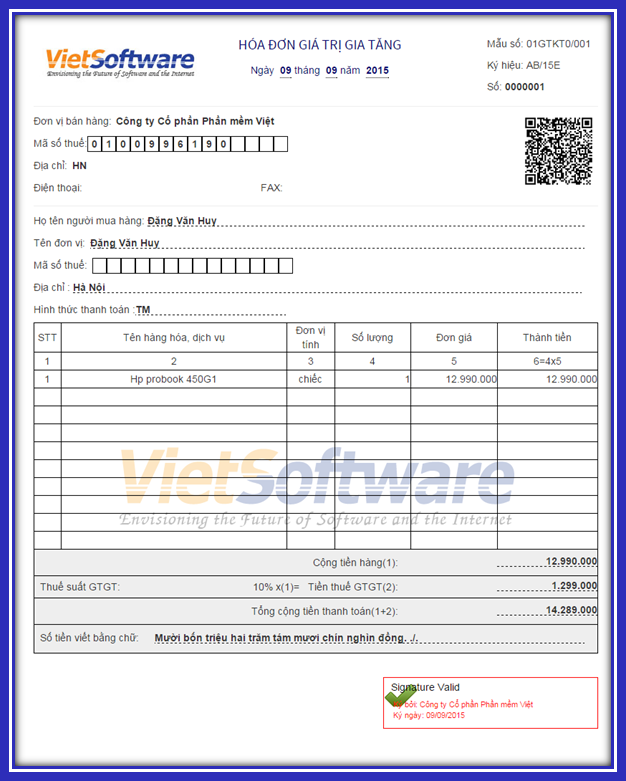 VietSoftware
Envisioning the Future of Software and the Internet
HÓA ĐƠN GIÁ TRỊ GIA TĂNG
Ngày 09 tháng 09 năm 2015
Mẫu số: 01GTKT0/001
Ký hiệu: AB/15E
Số: 0000001
Đơn vị bán hàng: Công ty Cổ phần Phần mềm Việt
Mã số thuế: 0100996190
Địa chỉ: HN
Điện thoại: FAX:
Họ tên người mua hàng: Đặng Văn Huy
Tên đơn vị: Đặng Văn Huy
Mã số thuế:
Địa chỉ : Hà Nội
Hình thức thanh toán : TM
STT Tên hàng hóa, dịch vụ Đơn vị tính Số lượng Đơn giá Thành tiền
1 2 3 4 5 6=4x5
1 Hp probook 450G1 chiếc 1 12.990.000 12.990.000
VietSoftware
Envisioning the Future of Software and the Internet
Cộng tiền hàng(1): 12.990.000
Thuế suất GTGT: 10% x(1)= Tiền thuế GTGT(2): 1.299.000
Tổng cộng tiền thanh toán(1+2): 14.289.000
Số tiền viết bằng chữ: Mười bốn triệu hai trăm tám mươi chín nghìn đồng. ./.
Signature Valid
Ký bởi: Công ty Cổ phần Phần mềm Việt
Ký ngày: 09/09/2015